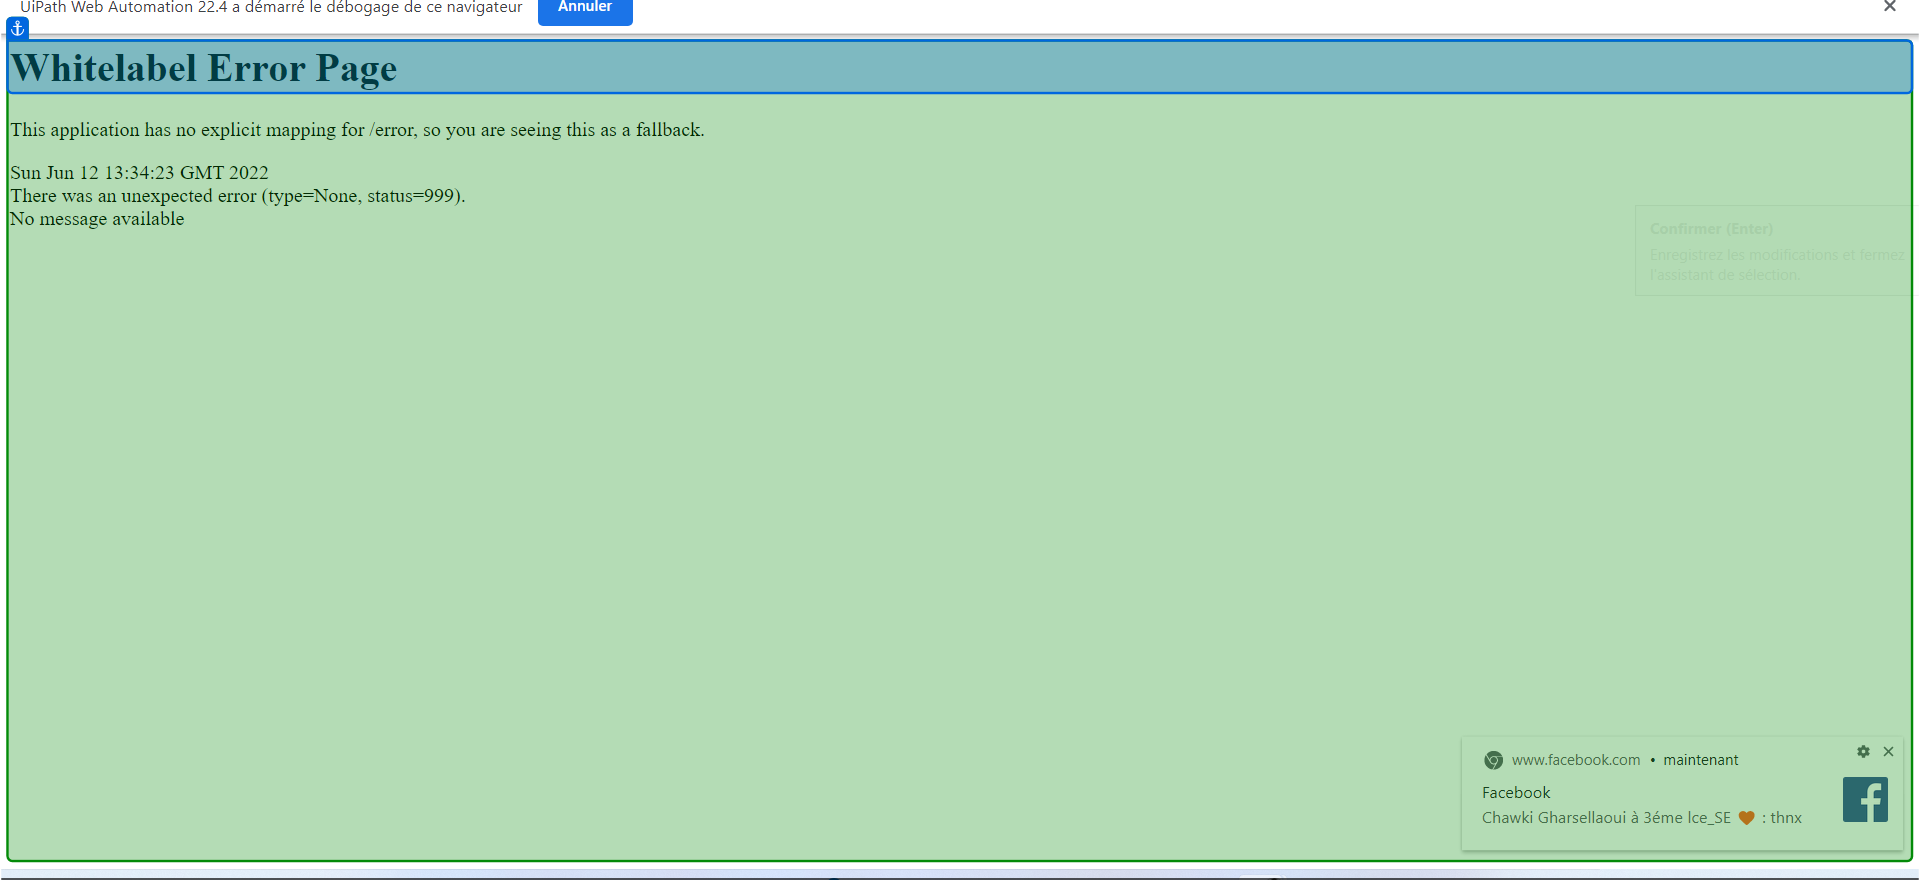 UiPath Web Automation 22.4 a démarré le débogage de ce navigateur
Annuler
Whitelabel Error Page
This application has no explicit mapping for /error, so you are seeing this as a fallback.
Sun Jun 12 13:34:23 GMT 2022
There was an unexpected error (type=None, status=999).
No message available
Confirmer (Enter)
Enregistrez les modifications et fermez
l'assistant de sélection.
www.facebook.com • maintenant
Facebook
Chawki Gharsellaoui à 3éme Ice_SE 🧡 : thnx